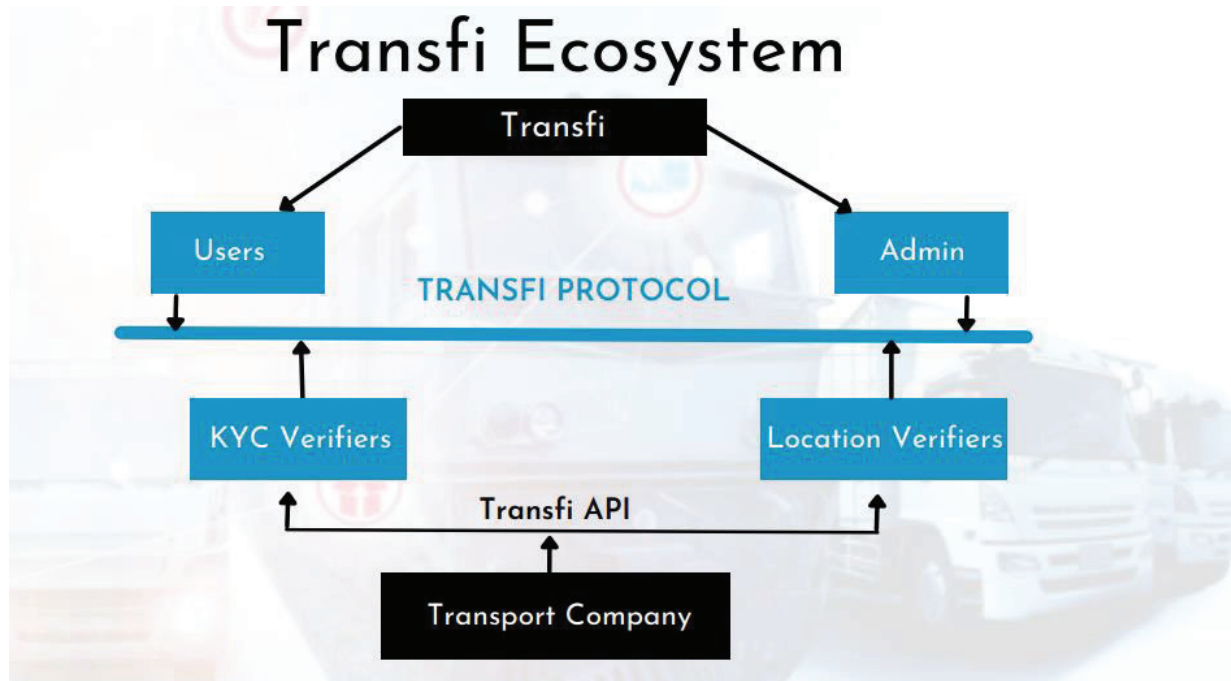 Transfi Ecosystem
Transfi
Users
Admin
TRANSFI PROTOCOL
KYC Verifiers
Location Verifiers
Transfi API
Transport Company